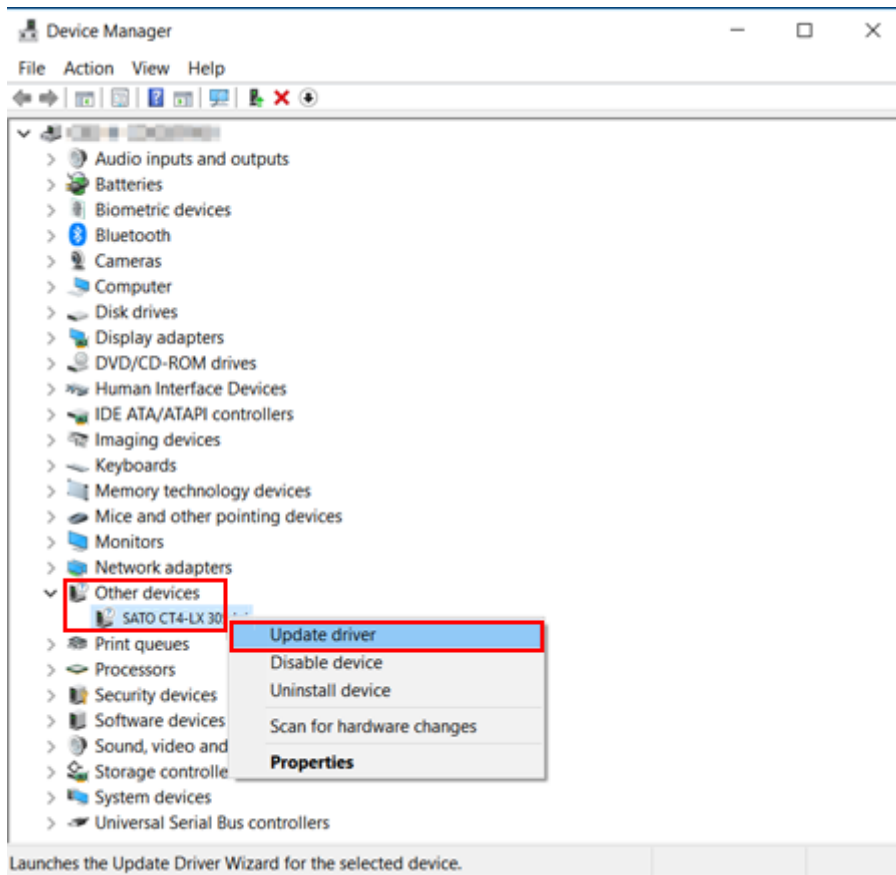 Device Manager
File Action View Help
Audio inputs and outputs
Batteries
Biometric devices
Bluetooth
Cameras
Computer
Disk drives
Display adapters
DVD/CD-ROM drives
Human Interface Devices
IDE ATA/ATAPI controllers
Imaging devices
Keyboards
Memory technology devices
Mice and other pointing devices
Monitors
Network adapters
Other devices
SATO CT4-LX
Update driver
Disable device
Uninstall device
Scan for hardware changes
Properties
Print queues
Processors
Security devices
Software devices
Sound, video and
Storage
System devices
Universal Serial Bus controllers
Launches the Update Driver Wizard for the selected device.